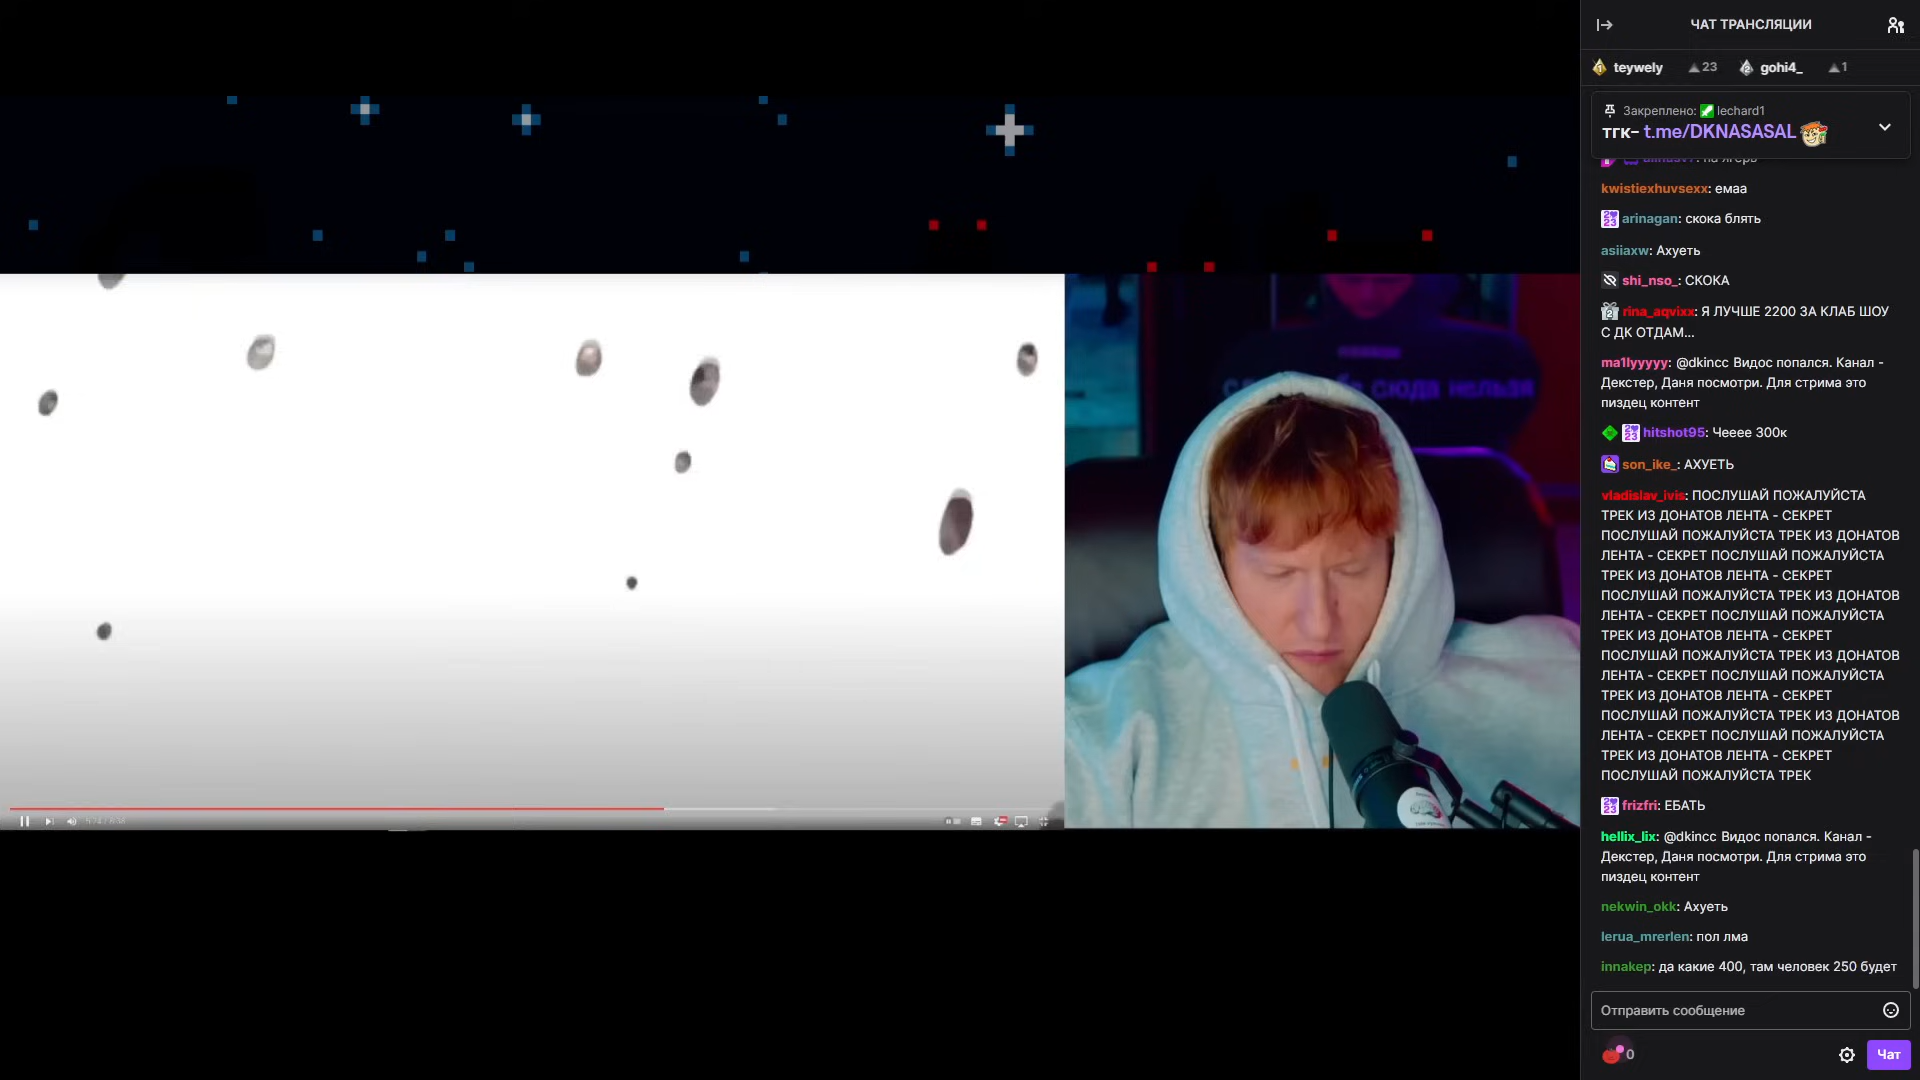 ЧАТ ТРАНСЛЯЦИИ
teywely 23 gohi4_ 1
Закреплено: lechard1
тгк- t.me/DKNASASAL
kwistiexhuvsexx: емаа
arinagan: скока блять
asiiaxw: Ахуеть
shi_nso_: СКОКА
rina_aqvixx: Я ЛУЧШЕ 2200 ЗА КЛАБ ШОУ
С ДК ОТДАМ...
ma1lyyyyy: @dkincc Видос попался. Канал -
Декстер, Даня посмотри. Для стрима это
пиздец контент
hitshot95: Чееее 300к
son_ike_: АХУЕТЬ
vladislav_ivis: ПОСЛУШАЙ ПОЖАЛУЙСТА
ТРЕК ИЗ ДОНАТОВ ЛЕНТА - СЕКРЕТ
ПОСЛУШАЙ ПОЖАЛУЙСТА ТРЕК ИЗ ДОНАТОВ
ЛЕНТА - СЕКРЕТ ПОСЛУШАЙ ПОЖАЛУЙСТА
ТРЕК ИЗ ДОНАТОВ ЛЕНТА - СЕКРЕТ
ПОСЛУШАЙ ПОЖАЛУЙСТА ТРЕК ИЗ ДОНАТОВ
ЛЕНТА - СЕКРЕТ ПОСЛУШАЙ ПОЖАЛУЙСТА
ТРЕК ИЗ ДОНАТОВ ЛЕНТА - СЕКРЕТ
ПОСЛУШАЙ ПОЖАЛУЙСТА ТРЕК ИЗ ДОНАТОВ
ЛЕНТА - СЕКРЕТ ПОСЛУШАЙ ПОЖАЛУЙСТА
ТРЕК ИЗ ДОНАТОВ ЛЕНТА - СЕКРЕТ
ПОСЛУШАЙ ПОЖАЛУЙСТА ТРЕК ИЗ ДОНАТОВ
ЛЕНТА - СЕКРЕТ ПОСЛУШАЙ ПОЖАЛУЙСТА
ТРЕК ИЗ ДОНАТОВ ЛЕНТА - СЕКРЕТ
ПОСЛУШАЙ ПОЖАЛУЙСТА ТРЕК
frizfri: ЕБАТЬ
hellix_lix: @dkincc Видос попался. Канал -
Декстер, Даня посмотри. Для стрима это
пиздец контент
nekwin_okk: Ахуеть
lerua_mrerlen: пол лма
innakep: да какие 400, там человек 250 будет
Отправить сообщение
0
Чат
сюда нельзя